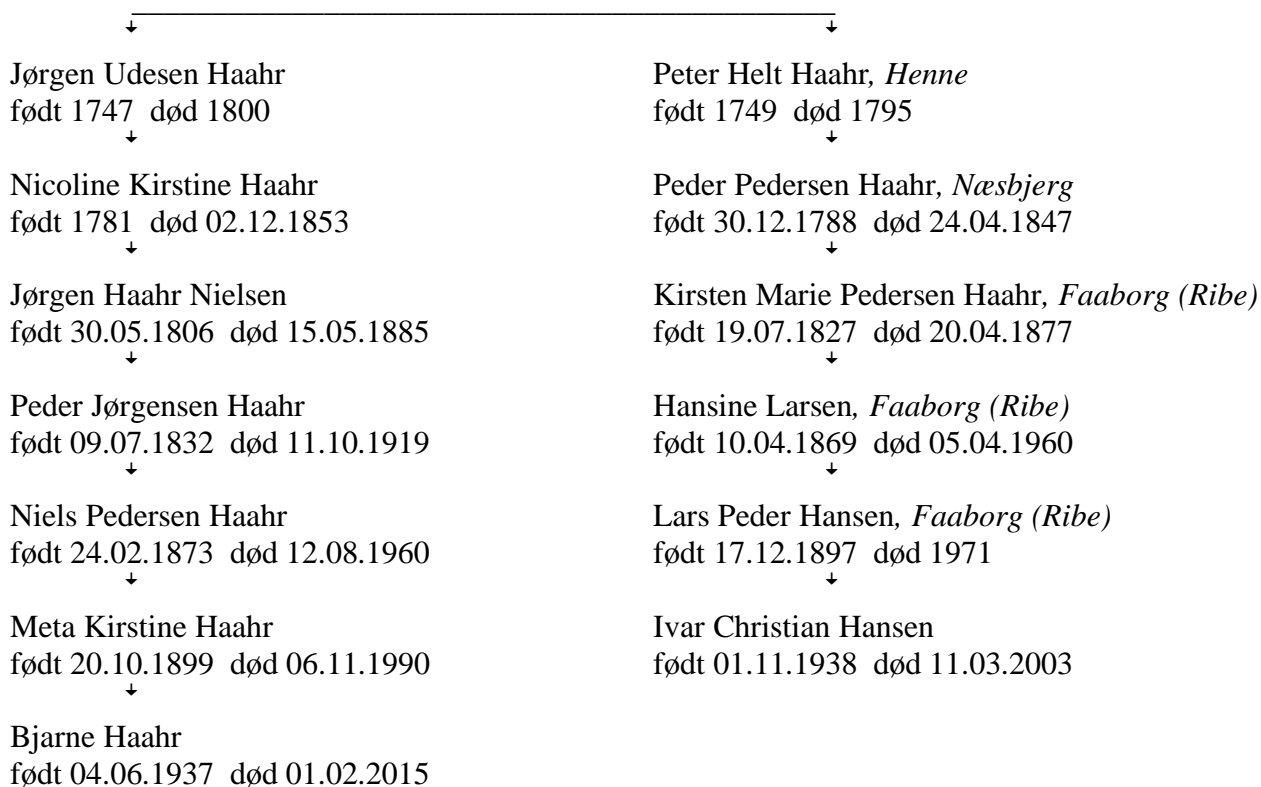 Jørgen Udesen Haahr
født 1747 død 1800
Nicoline Kirstine Haahr
født 1781 død 02.12.1853
Jørgen Haahr Nielsen
født 30.05.1806 død 15.05.1885
Peder Jørgensen Haahr
født 09.07.1832 død 11.10.1919
Niels Pedersen Haahr
født 24.02.1873 død 12.08.1960
Meta Kirstine Haahr
født 20.10.1899 død 06.11.1990
Bjarne Haahr
født 04.06.1937 død 01.02.2015
Peter Helt Haahr, Henne
født 1749 død 1795
Peder Pedersen Haahr, Næsbjerg
født 30.12.1788 død 24.04.1847
Kirsten Marie Pedersen Haahr, Faaborg (Ribe)
født 19.07.1827 død 20.04.1877
Hansine Larsen, Faaborg (Ribe)
født 10.04.1869 død 05.04.1960
Lars Peder Hansen, Faaborg (Ribe)
født 17.12.1897 død 1971
Ivar Christian Hansen
født 01.11.1938 død 11.03.2003